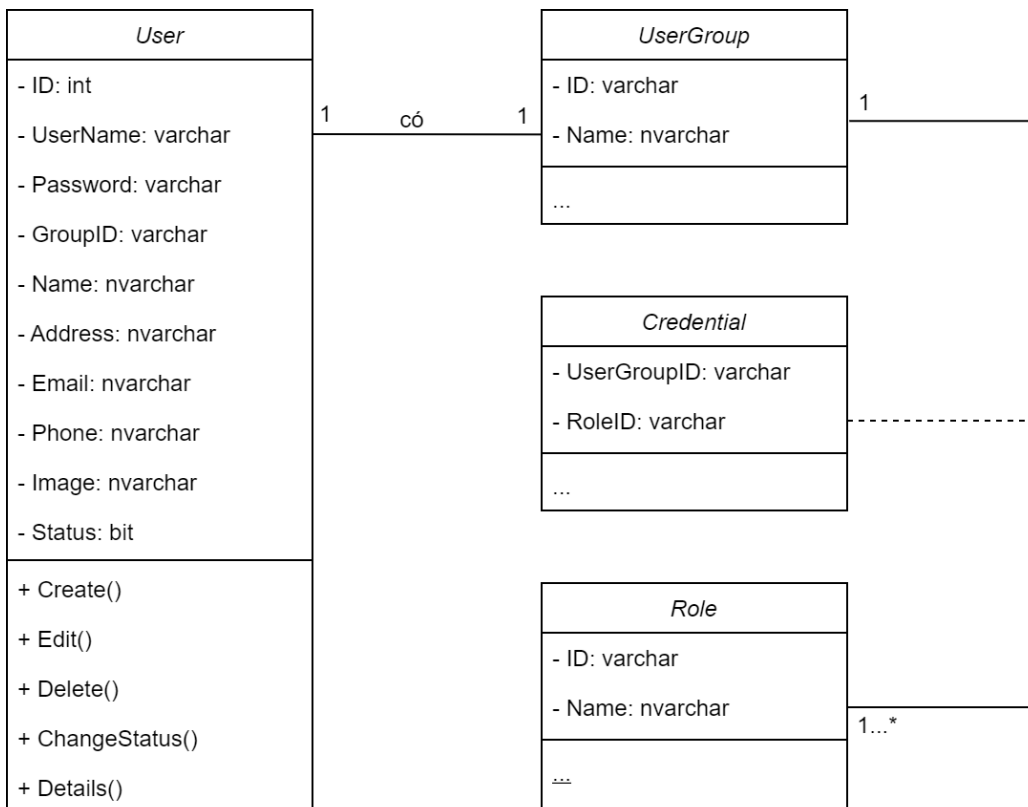 User
- ID: int
- UserName: varchar
- Password: varchar
- GroupID: varchar
- Name: nvarchar
- Address: nvarchar
- Email: nvarchar
- Phone: nvarchar
- Image: nvarchar
- Status: bit
+ Create()
+ Edit()
+ Delete()
+ ChangeStatus()
+ Details()
1 có 1
UserGroup
- ID: varchar
- Name: nvarchar
...
1
Credential
- UserGroupID: varchar
- RoleID: varchar
...
Role
- ID: varchar
- Name: nvarchar
...
1...*